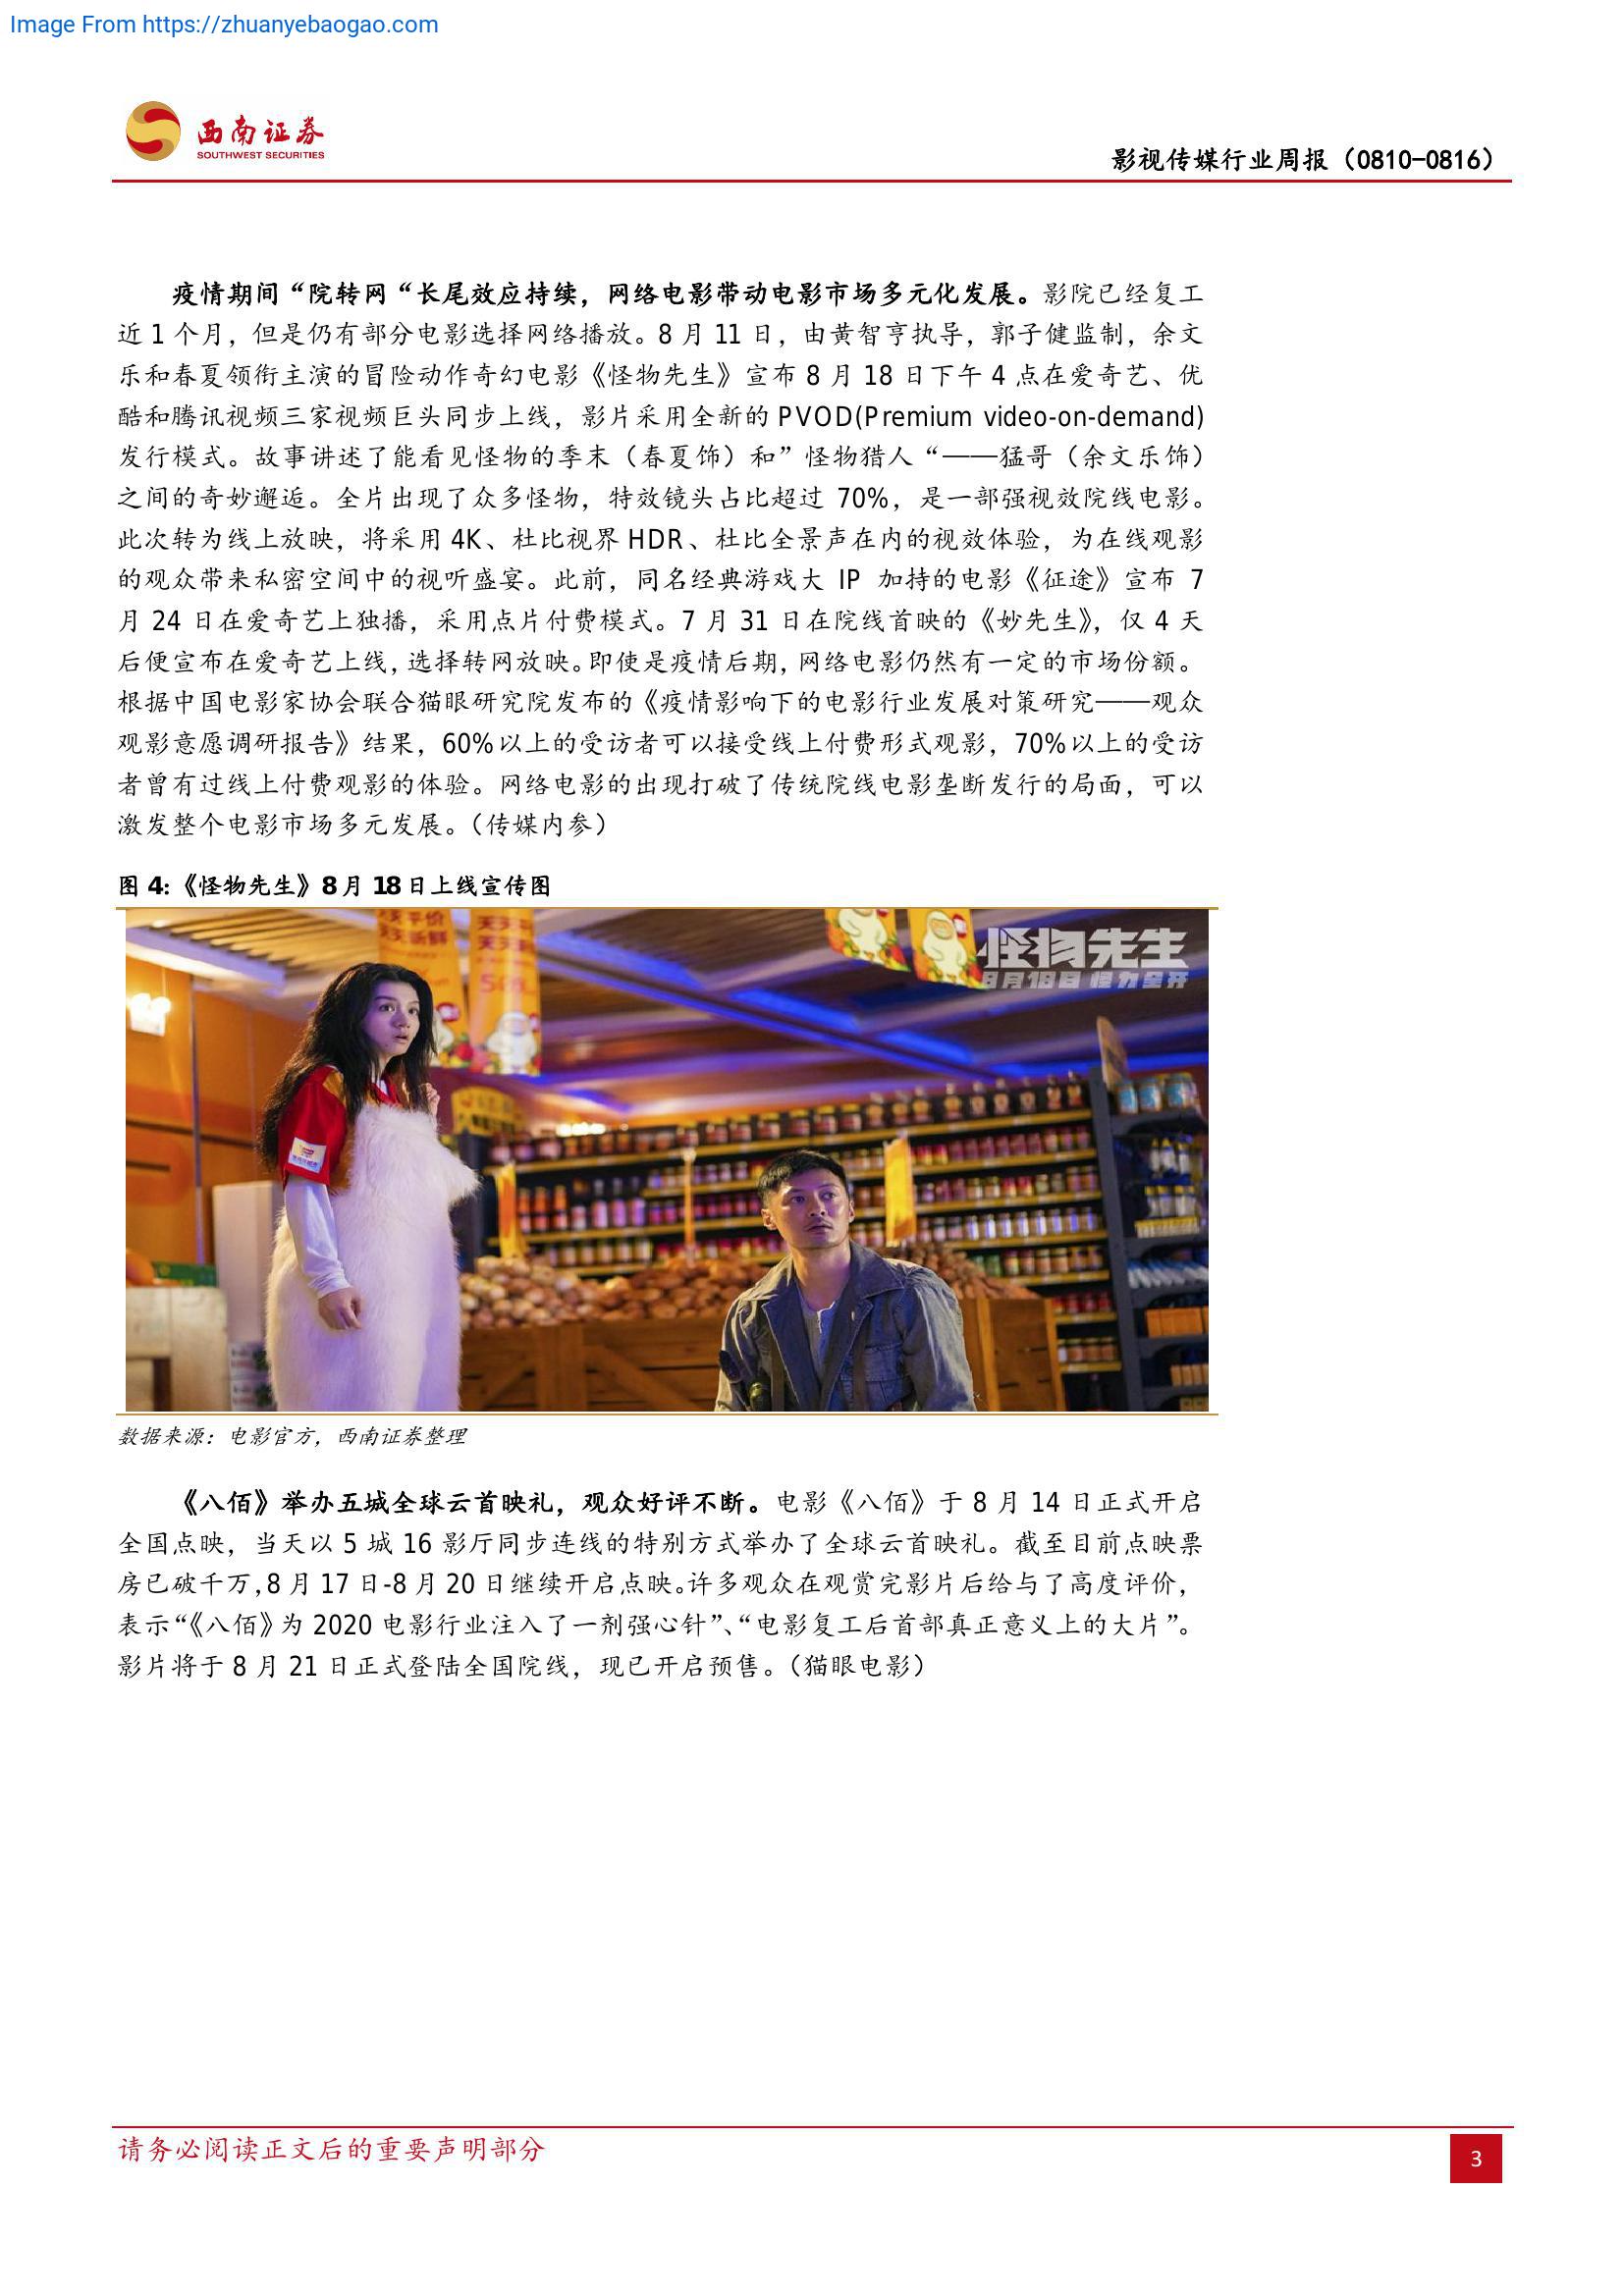 Image From https://zhuanyebaogao.com
西南证券
SOUTHWEST SECURITIES
影视传媒行业周报（0810-0816）
疫情期间“院转网“长尾效应持续，网络电影带动电影市场多元化发展。影院已经复工
近 1 个月，但是仍有部分电影选择网络播放。8 月 11 日，由黄智亨执导，郭子健监制，余文
乐和春夏领衔主演的冒险动作奇幻电影《怪物先生》宣布 8 月 18 日下午 4 点在爱奇艺、优
酷和腾讯视频三家视频巨头同步上线，影片采用全新的 PVOD(Premium video-on-demand)
发行模式。故事讲述了能看见怪物的季末（春夏饰）和”怪物猎人“——猛哥（余文乐饰）
之间的奇妙邂逅。全片出现了众多怪物，特效镜头占比超过 70%，是一部强视效院线电影。
此次转为线上放映，将采用 4K、杜比视界 HDR、杜比全景声在内的视效体验，为在线观影
的观众带来私密空间中的视听盛宴。此前，同名经典游戏大 IP 加持的电影《征途》宣布 7
月 24 日在爱奇艺上独播，采用点片付费模式。7 月 31 日在院线首映的《妙先生》，仅 4 天
后便宣布在爱奇艺上线，选择转网放映。即使是疫情后期，网络电影仍然有一定的市场份额。
根据中国电影家协会联合猫眼研究院发布的《疫情影响下的电影行业发展对策研究——观众
观影意愿调研报告》结果，60%以上的受访者可以接受线上付费形式观影，70%以上的受访
者曾有过线上付费观影的体验。网络电影的出现打破了传统院线电影垄断发行的局面，可以
激发整个电影市场多元发展。（传媒内参）
图 4:《怪物先生》8 月 18 日上线宣传图
怪物先生
8月18日 怪力全开
数据来源：电影官方，西南证券整理
《八佰》举办五城全球云首映礼，观众好评不断。电影《八佰》于 8 月 14 日正式开启
全国点映，当天以 5 城 16 影厅同步连线的特别方式举办了全球云首映礼。截至目前点映票
房已破千万，8 月 17 日-8 月 20 日继续开启点映。许多观众在观赏完影片后给与了高度评价，
表示“《八佰》为 2020 电影行业注入了一剂强心针”、“电影复工后首部真正意义上的大片”。
影片将于 8 月 21 日正式登陆全国院线，现已开启预售。（猫眼电影）
请务必阅读正文后的重要声明部分
3